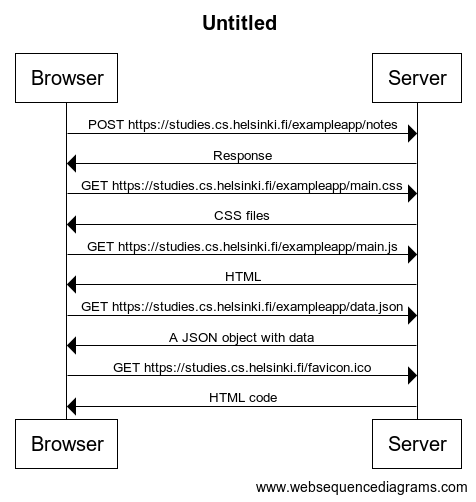 Untitled
Browser
Server
POST https://studies.cs.helsinki.fi/exampleapp/notes
Response
GET https://studies.cs.helsinki.fi/exampleapp/main.css
CSS files
GET https://studies.cs.helsinki.fi/exampleapp/main.js
HTML
GET https://studies.cs.helsinki.fi/exampleapp/data.json
A JSON object with data
GET https://studies.cs.helsinki.fi/favicon.ico
HTML code
Browser
Server
www.websequencediagrams.com